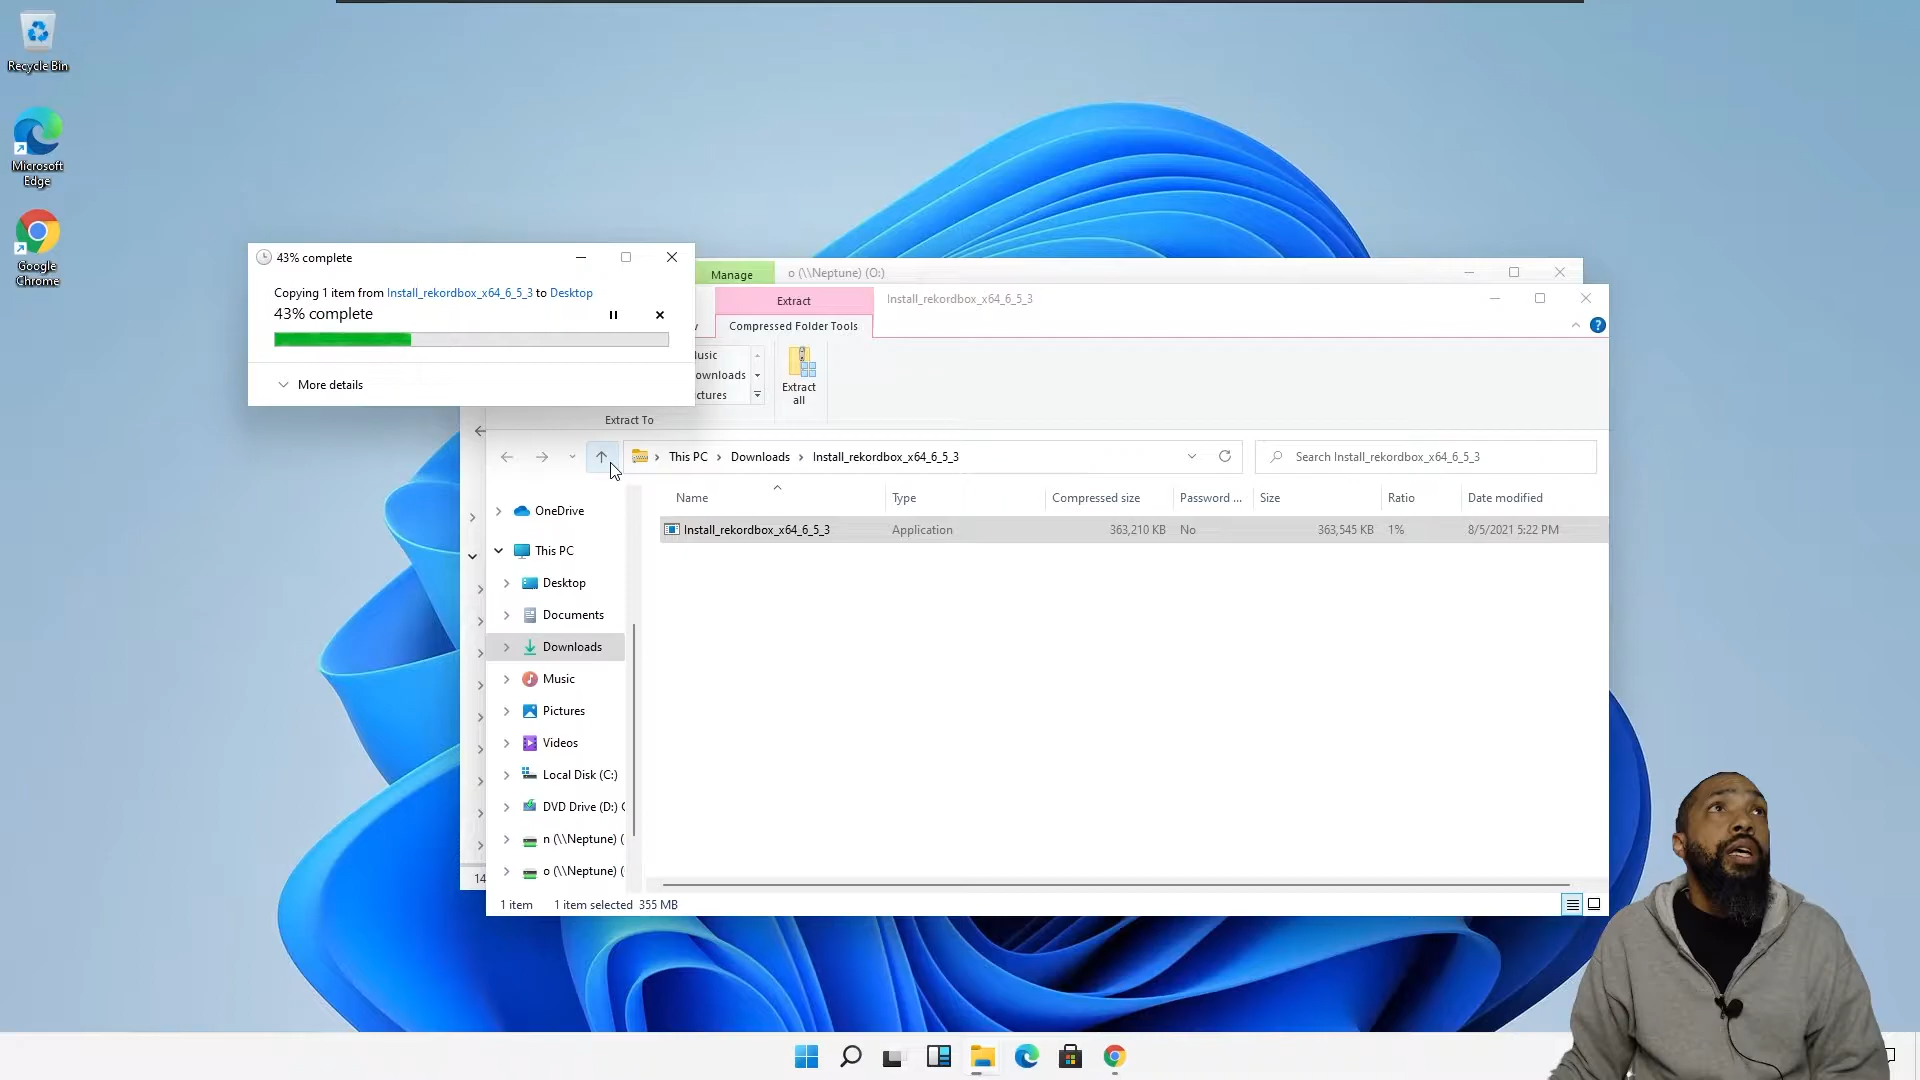 Recycle Bin
Microsoft
Edge
Google
Chrome
43% complete
Copying 1 item from Install_rekordbox_x64_6_5_3 to Desktop
43% complete
More details
Manage
o (\\Neptune) (O:)
Extract
Install_rekordbox_x64_6_5_3
Compressed Folder Tools
?
Extract
all
Extract To
This PC
Downloads
Install_rekordbox_x64_6_5_3
Search Install_rekordbox_x64_6_5_3
Name
Type
Compressed size
Password ...
Size
Ratio
Date modified
Install_rekordbox_x64_6_5_3
Application
363,210 KB
No
363,545 KB
1%
8/5/2021 5:22 PM
OneDrive
This PC
Desktop
Documents
Downloads
Music
Pictures
Videos
Local Disk (C:)
DVD Drive (D:)
n (\\Neptune) (
o (\\Neptune) (
14
1 item
1 item selected 355 MB